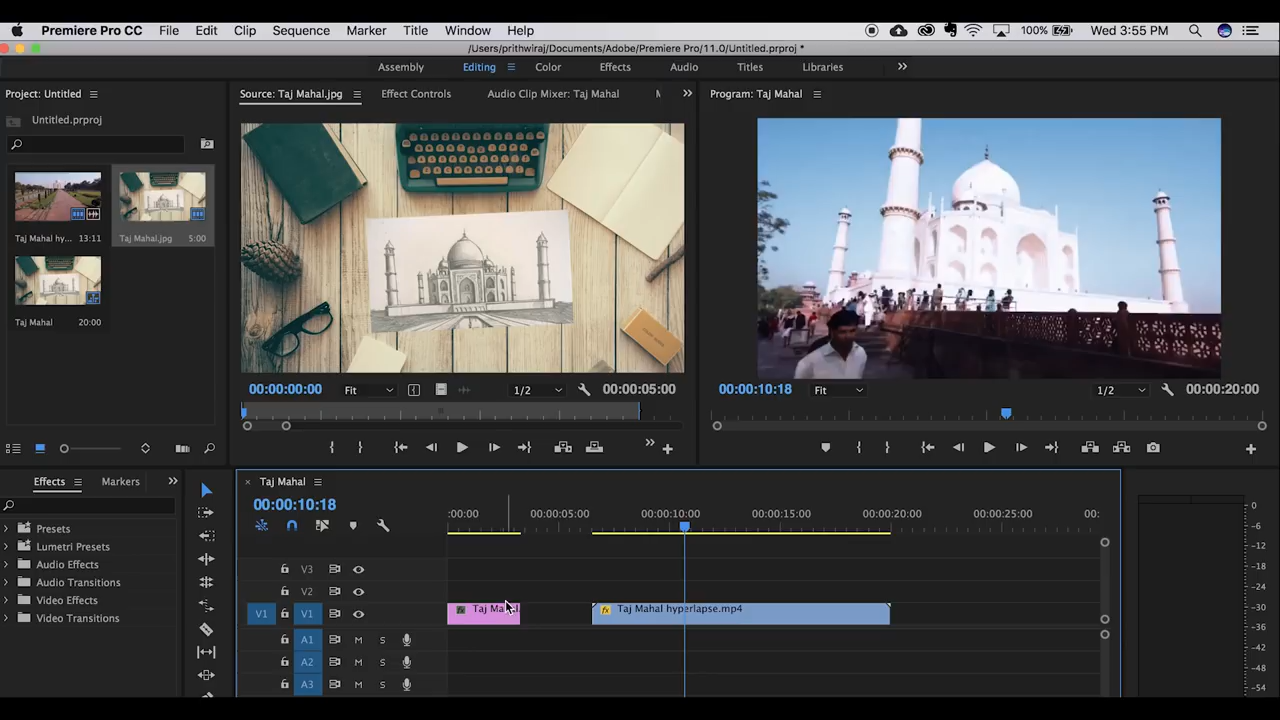 Premiere Pro CC File Edit Clip Sequence Marker Title Window Help 100% Wed 3:55 PM
/Users/prithwiraj/Documents/Adobe/Premiere Pro/11.0/Untitled.prproj *
Assembly Editing Color Effects Audio Titles Libraries
Project: Untitled
Untitled.prproj
Taj Mahal hy... 13:11
Taj Mahal.jpg 5:00
Taj Mahal 20:00
Source: Taj Mahal.jpg Effect Controls Audio Clip Mixer: Taj Mahal M
00:00:00:00 Fit 1/2 00:00:05:00
Program: Taj Mahal
00:00:10:18 Fit 1/2 00:00:20:00
Effects Markers
Presets
Lumetri Presets
Audio Effects
Audio Transitions
Video Effects
Video Transitions
Taj Mahal
00:00:10:18
:00:00 00:00:05:00 00:00:10:00 00:00:15:00 00:00:20:00 00:00:25:00 00:
V3
V2
V1 V1 Taj Mahal Taj Mahal hyperlapse.mp4
A1 M S
A2 M S
A3 M S
0
-6
-12
-18
-24
-30
-36
-42
-48
-54